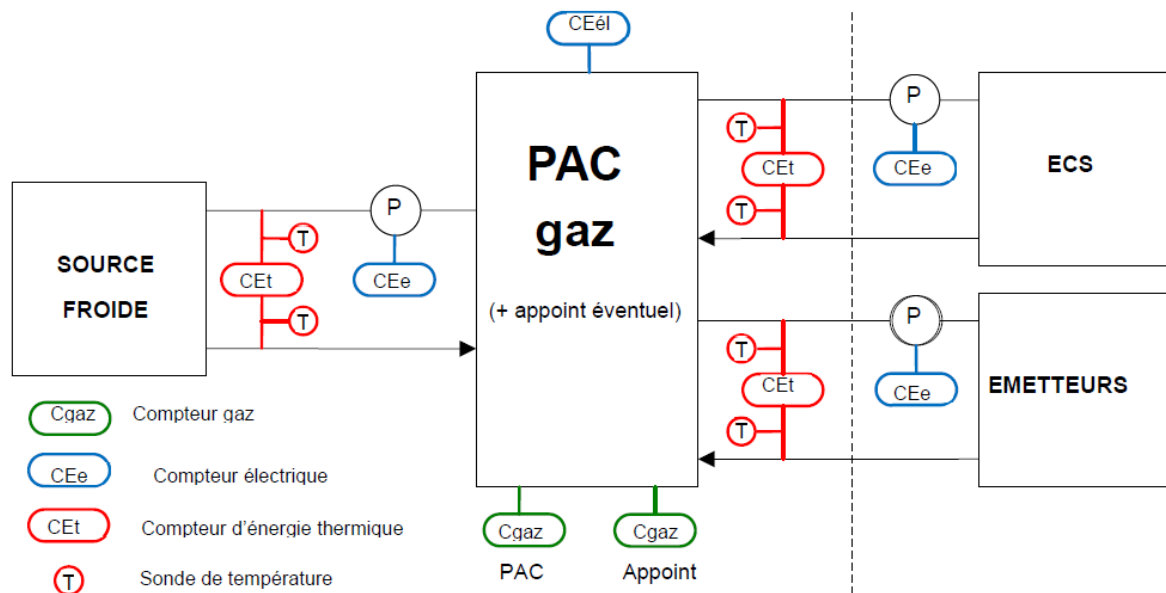 CEél
P
T
CEt
CEe
T
ECS
PAC
gaz
(+ appoint éventuel)
P
T
CEt
CEe
T
SOURCE
FROIDE
P
T
CEt
CEe
T
EMETTEURS
Cgaz Compteur gaz
CEe Compteur électrique
CEt Compteur d'énergie thermique
T Sonde de température
Cgaz
PAC
Cgaz
Appoint